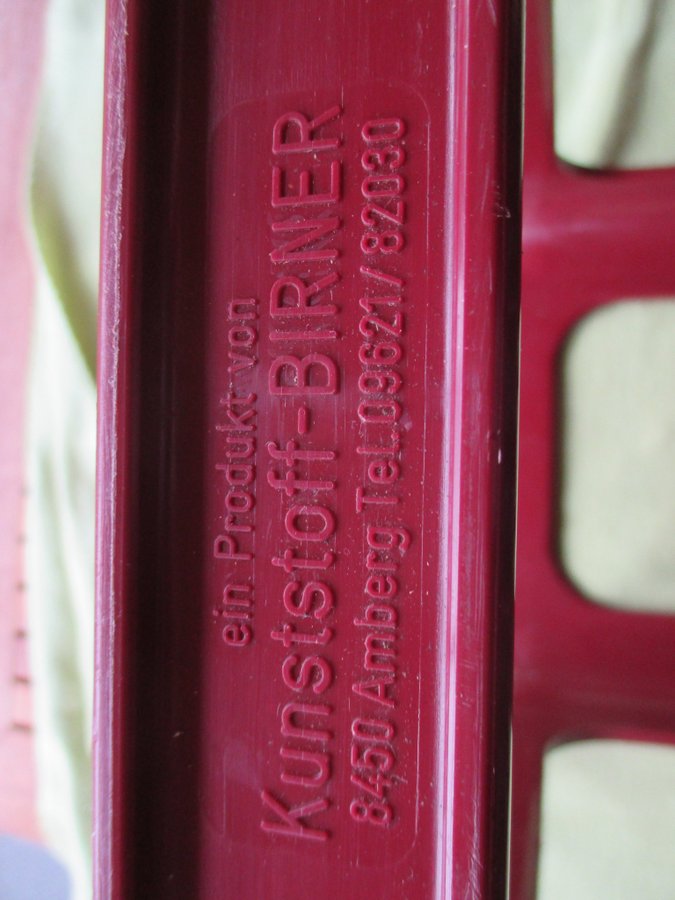 ein Produkt von
Kunststoff-BIRNER
8450 Amberg Tel. 09621/ 82030